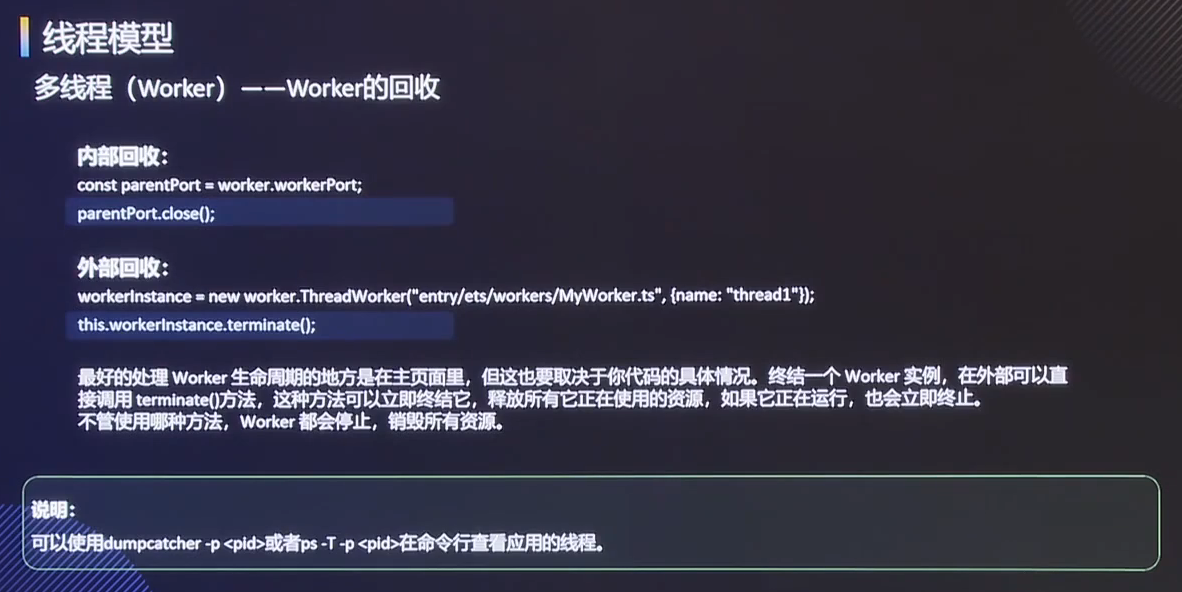 线程模型
多线程（Worker）——Worker的回收
内部回收：
const parentPort = worker.workerPort;
parentPort.close();
外部回收：
workerInstance = new worker.ThreadWorker("entry/ets/workers/MyWorker.ts", {name: "thread1"});
this.workerInstance.terminate();
最好的处理 Worker 生命周期的地方是在主页面里，但这也要取决于你代码的具体情况。终结一个 Worker 实例，在外部可以直
接调用 terminate()方法，这种方法可以立即终结它，释放所有它正在使用的资源，如果它正在运行，也会立即终止。
不管使用哪种方法，Worker 都会停止，销毁所有资源。
说明：
可以使用dumpcatcher -p <pid>或者ps -T -p <pid>在命令行查看应用的线程。